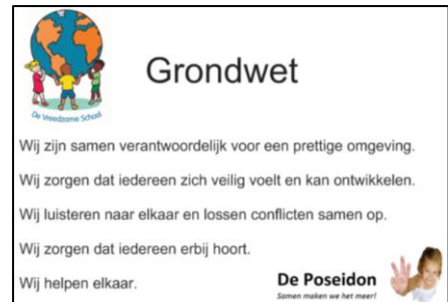 Grondwet
De Vreedzame School
Wij zijn samen verantwoordelijk voor een prettige omgeving.
Wij zorgen dat iedereen zich veilig voelt en kan ontwikkelen.
Wij luisteren naar elkaar en lossen conflicten samen op.
Wij zorgen dat iedereen erbij hoort.
Wij helpen elkaar.
De Poseidon
Samen maken we het meer!